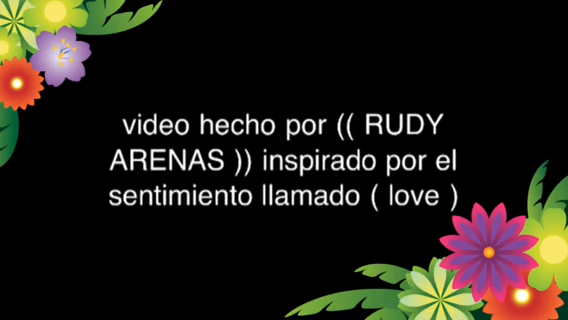 video hecho por (( RUDY
ARENAS )) inspirado por el
sentimiento llamado ( love )